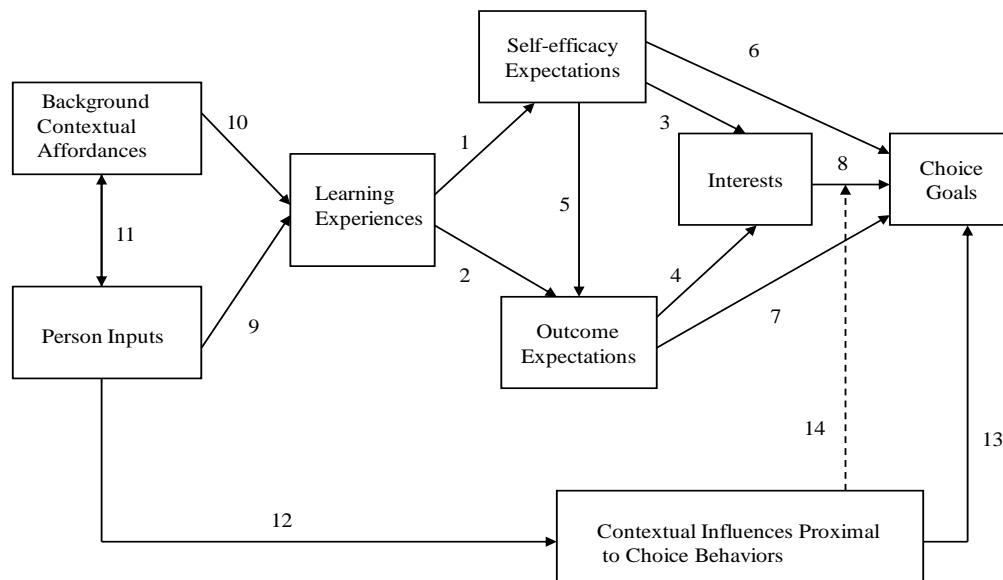 Self-efficacy
Expectations
6
Background
Contextual
Affordances
10
1
3
Learning
Experiences
Interests
8
Choice
Goals
5
11
2
4
Person Inputs
9
Outcome
Expectations
7
14
13
12
Contextual Influences Proximal
to Choice Behaviors